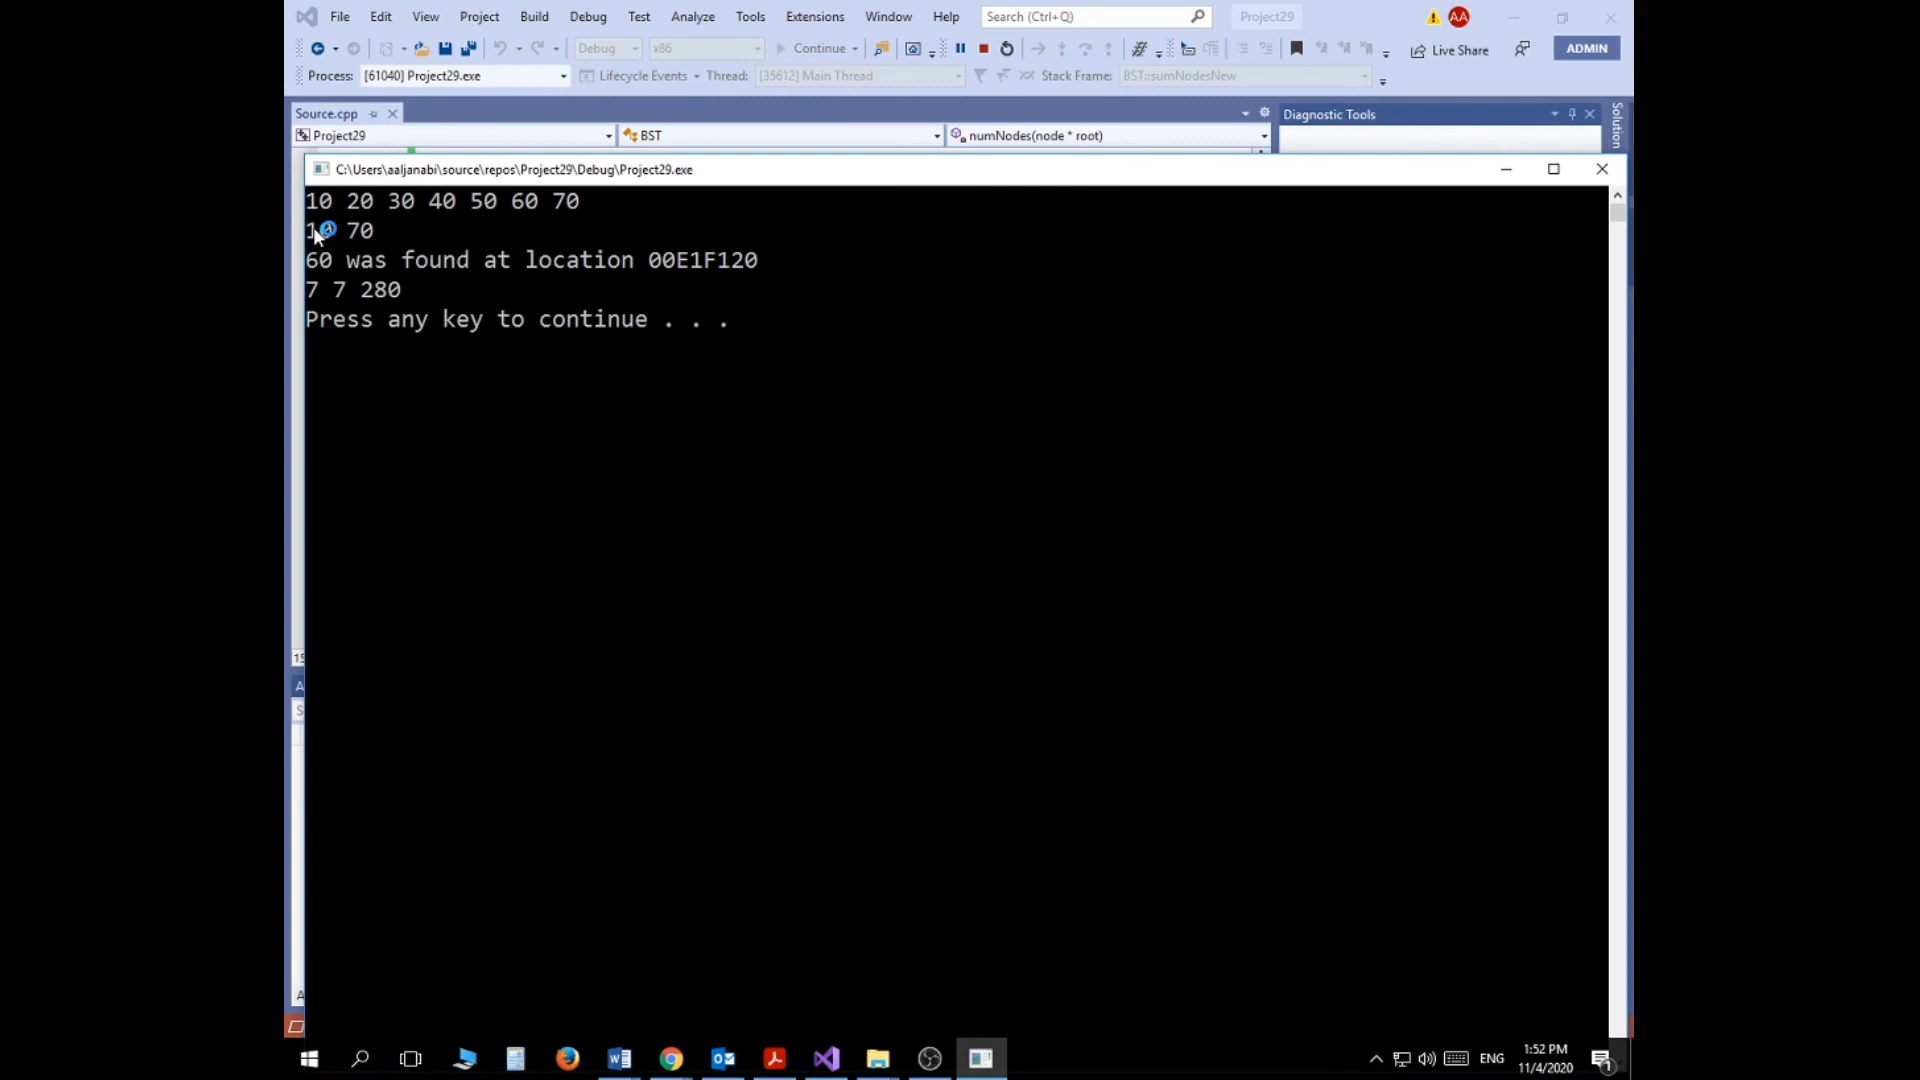 File Edit View Project Build Debug Test Analyze Tools Extensions Window Help Search (Ctrl+Q) Project29 AA
Debug x86 Continue Live Share ADMIN
Process: [61040] Project29.exe Lifecycle Events Thread: [35612] Main Thread Stack Frame: BST::sumNodesNew
Source.cpp Diagnostic Tools Solution
Project29 BST numNodes(node * root)
C:\Users\aaljanabi\source\repos\Project29\Debug\Project29.exe
10 20 30 40 50 60 70
70
60 was found at location 00E1F120
7 7 280
Press any key to continue . . .
ENG 1:52 PM
11/4/2020 1